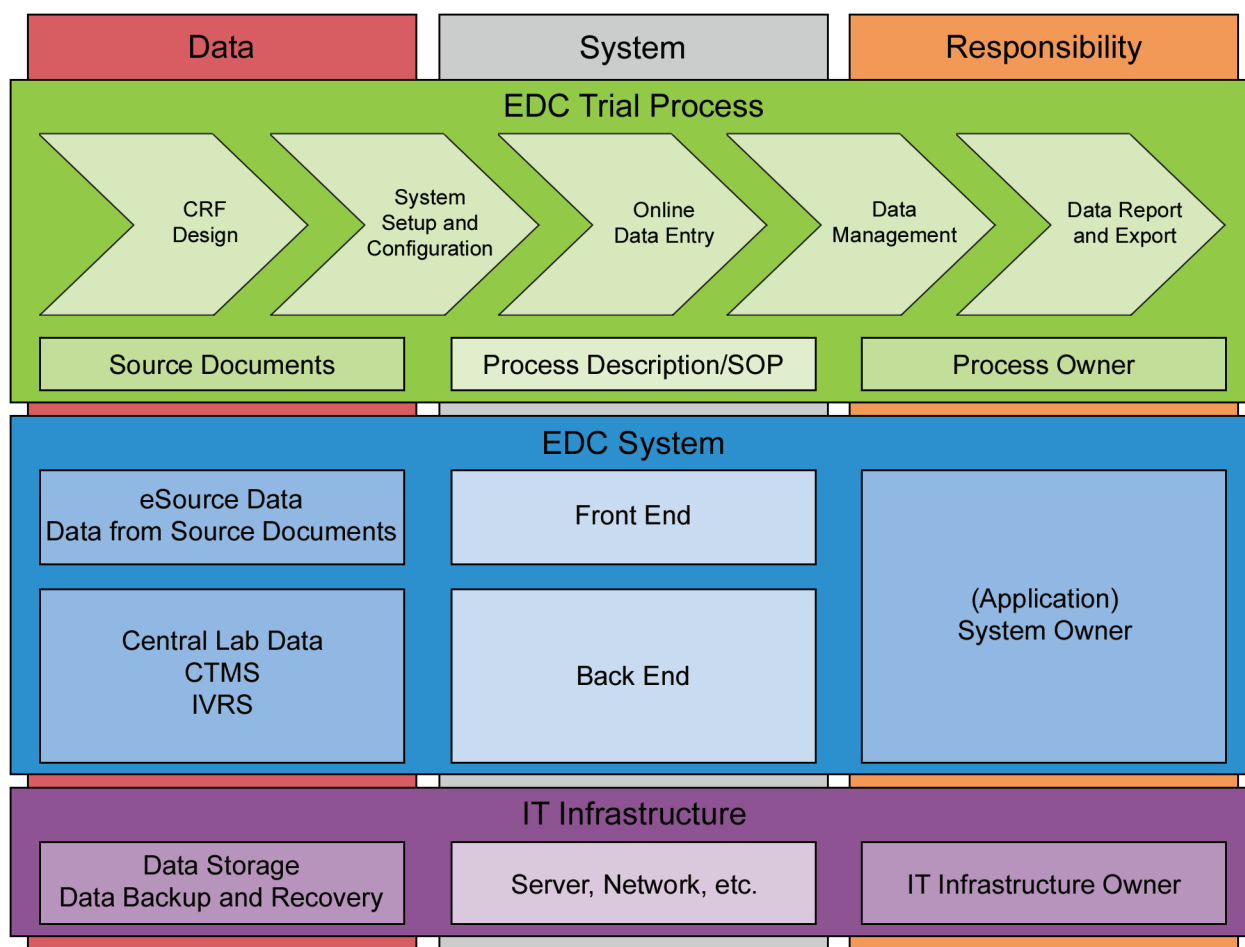 Data
System
Responsibility
EDC Trial Process
CRF
Design
System
Setup and
Configuration
Online
Data Entry
Data
Management
Data Report
and Export
Source Documents
Process Description/SOP
Process Owner
EDC System
eSource Data
Data from Source Documents
Front End
(Application)
System Owner
Central Lab Data
CTMS
IVRS
Back End
IT Infrastructure
Data Storage
Data Backup and Recovery
Server, Network, etc.
IT Infrastructure Owner